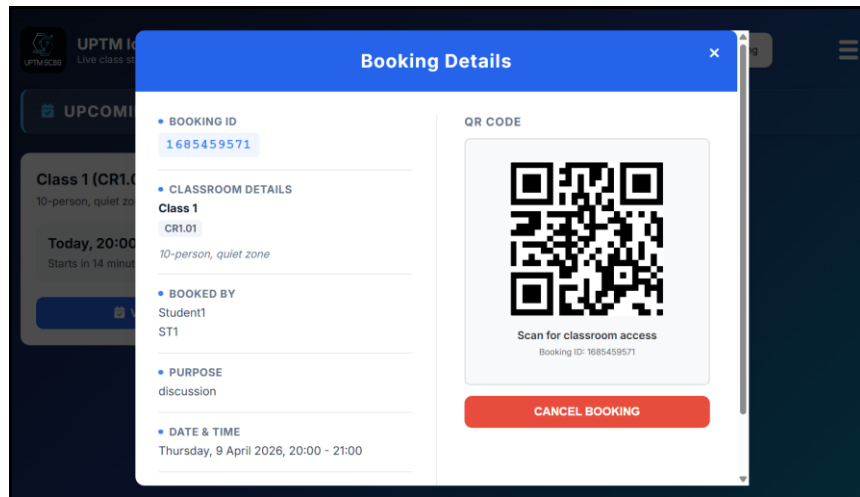 UPTM SCBS
UPTM Io
Live class st
Booking Details
×
ng
UPCOMI
Class 1 (CR1.0
10-person, quiet zo
Today, 20:00
Starts in 14 minut
V
BOOKING ID
1685459571
CLASSROOM DETAILS
Class 1
CR1.01
10-person, quiet zone
BOOKED BY
Student1
ST1
PURPOSE
discussion
DATE & TIME
Thursday, 9 April 2026, 20:00 - 21:00
QR CODE
Scan for classroom access
Booking ID: 1685459571
CANCEL BOOKING